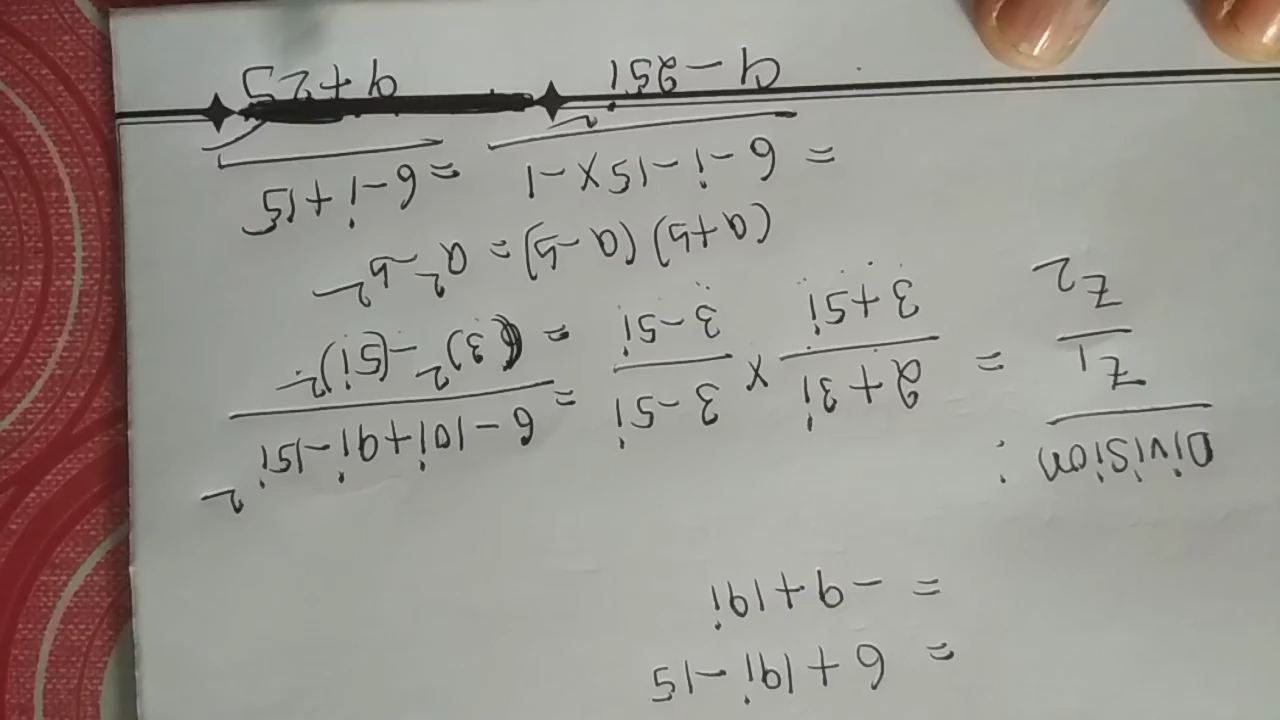 = 6 + 19i - 15
= - 9 + 19i
Division :
z1/z2 = (2 + 3i)/(3 + 5i) × (3 - 5i)/(3 - 5i) = (6 - 10i + 9i - 15i²)/((3)² - (5i)²)
(a+b) (a-b) = a² - b²
= (6 - i - 15 × -1)/(9 - 25i²) = (6 - i + 15)/(9 + 25)